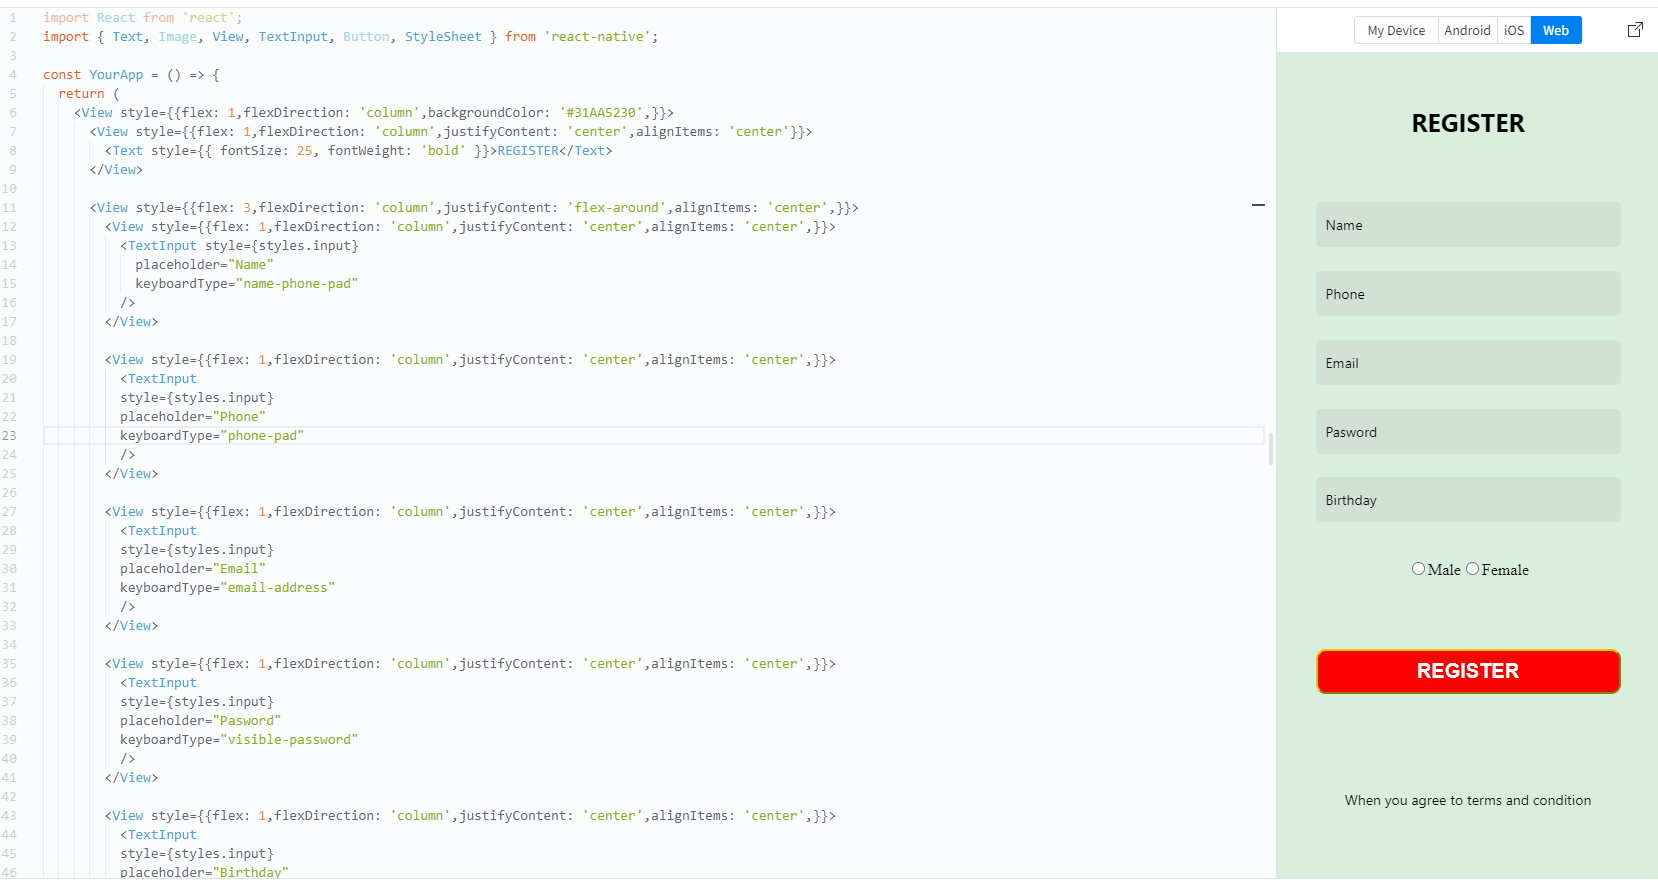 1 import React from 'react';
2 import { Text, Image, View, TextInput, Button, StyleSheet } from 'react-native';
3
4 const YourApp = () => {
5 return (
6 <View style={{flex: 1,flexDirection: 'column',backgroundColor: '#31AA5230',}}>
7 <View style={{flex: 1,flexDirection: 'column',justifyContent: 'center',alignItems: 'center'}}>
8 <Text style={{ fontSize: 25, fontWeight: 'bold' }}>REGISTER</Text>
9 </View>
10
11 <View style={{flex: 3,flexDirection: 'column',justifyContent: 'flex-around',alignItems: 'center',}}>
12 <View style={{flex: 1,flexDirection: 'column',justifyContent: 'center',alignItems: 'center',}}>
13 <TextInput style={styles.input}
14 placeholder="Name"
15 keyboardType="name-phone-pad"
16 />
17 </View>
18
19 <View style={{flex: 1,flexDirection: 'column',justifyContent: 'center',alignItems: 'center',}}>
20 <TextInput
21 style={styles.input}
22 placeholder="Phone"
23 keyboardType="phone-pad"
24 />
25 </View>
26
27 <View style={{flex: 1,flexDirection: 'column',justifyContent: 'center',alignItems: 'center',}}>
28 <TextInput
29 style={styles.input}
30 placeholder="Email"
31 keyboardType="email-address"
32 />
33 </View>
34
35 <View style={{flex: 1,flexDirection: 'column',justifyContent: 'center',alignItems: 'center',}}>
36 <TextInput
37 style={styles.input}
38 placeholder="Pasword"
39 keyboardType="visible-password"
40 />
41 </View>
42
43 <View style={{flex: 1,flexDirection: 'column',justifyContent: 'center',alignItems: 'center',}}>
44 <TextInput
45 style={styles.input}
46 placeholder="Birthday"
My Device Android iOS Web
REGISTER
Name
Phone
Email
Pasword
Birthday
Male Female
REGISTER
When you agree to terms and condition